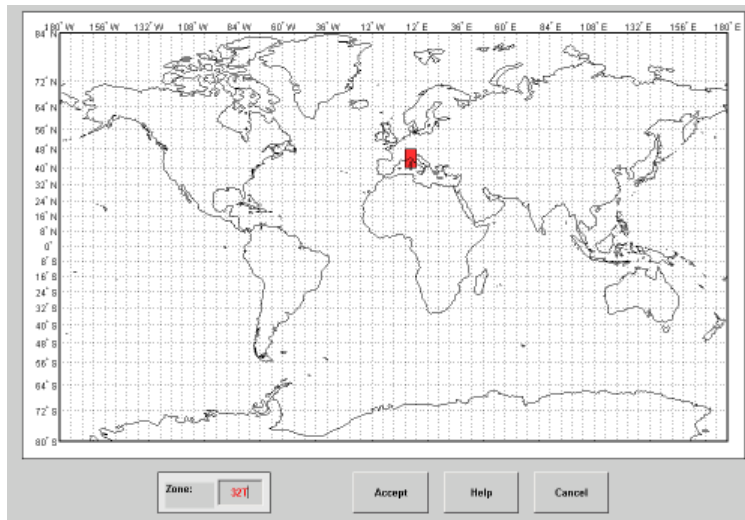 180° W 156° W 132° W 108° W 84° W 60° W 36° W 12° W 12° E 36° E 60° E 84° E 108° E 132° E 156° E 180° E
84° N
72° N
64° N
56° N
48° N
40° N
32° N
24° N
16° N
8° N
0°
8° S
16° S
24° S
32° S
40° S
48° S
56° S
64° S
72° S
80° S
Zone: 32T Accept Help Cancel